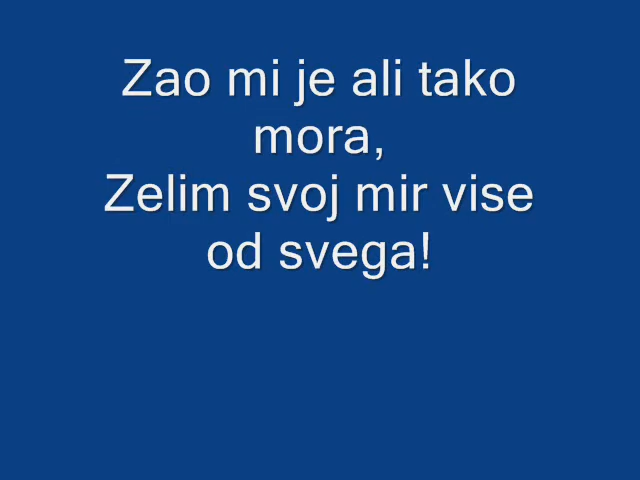 Zao mi je ali tako
mora,
Zelim svoj mir vise
od svega!